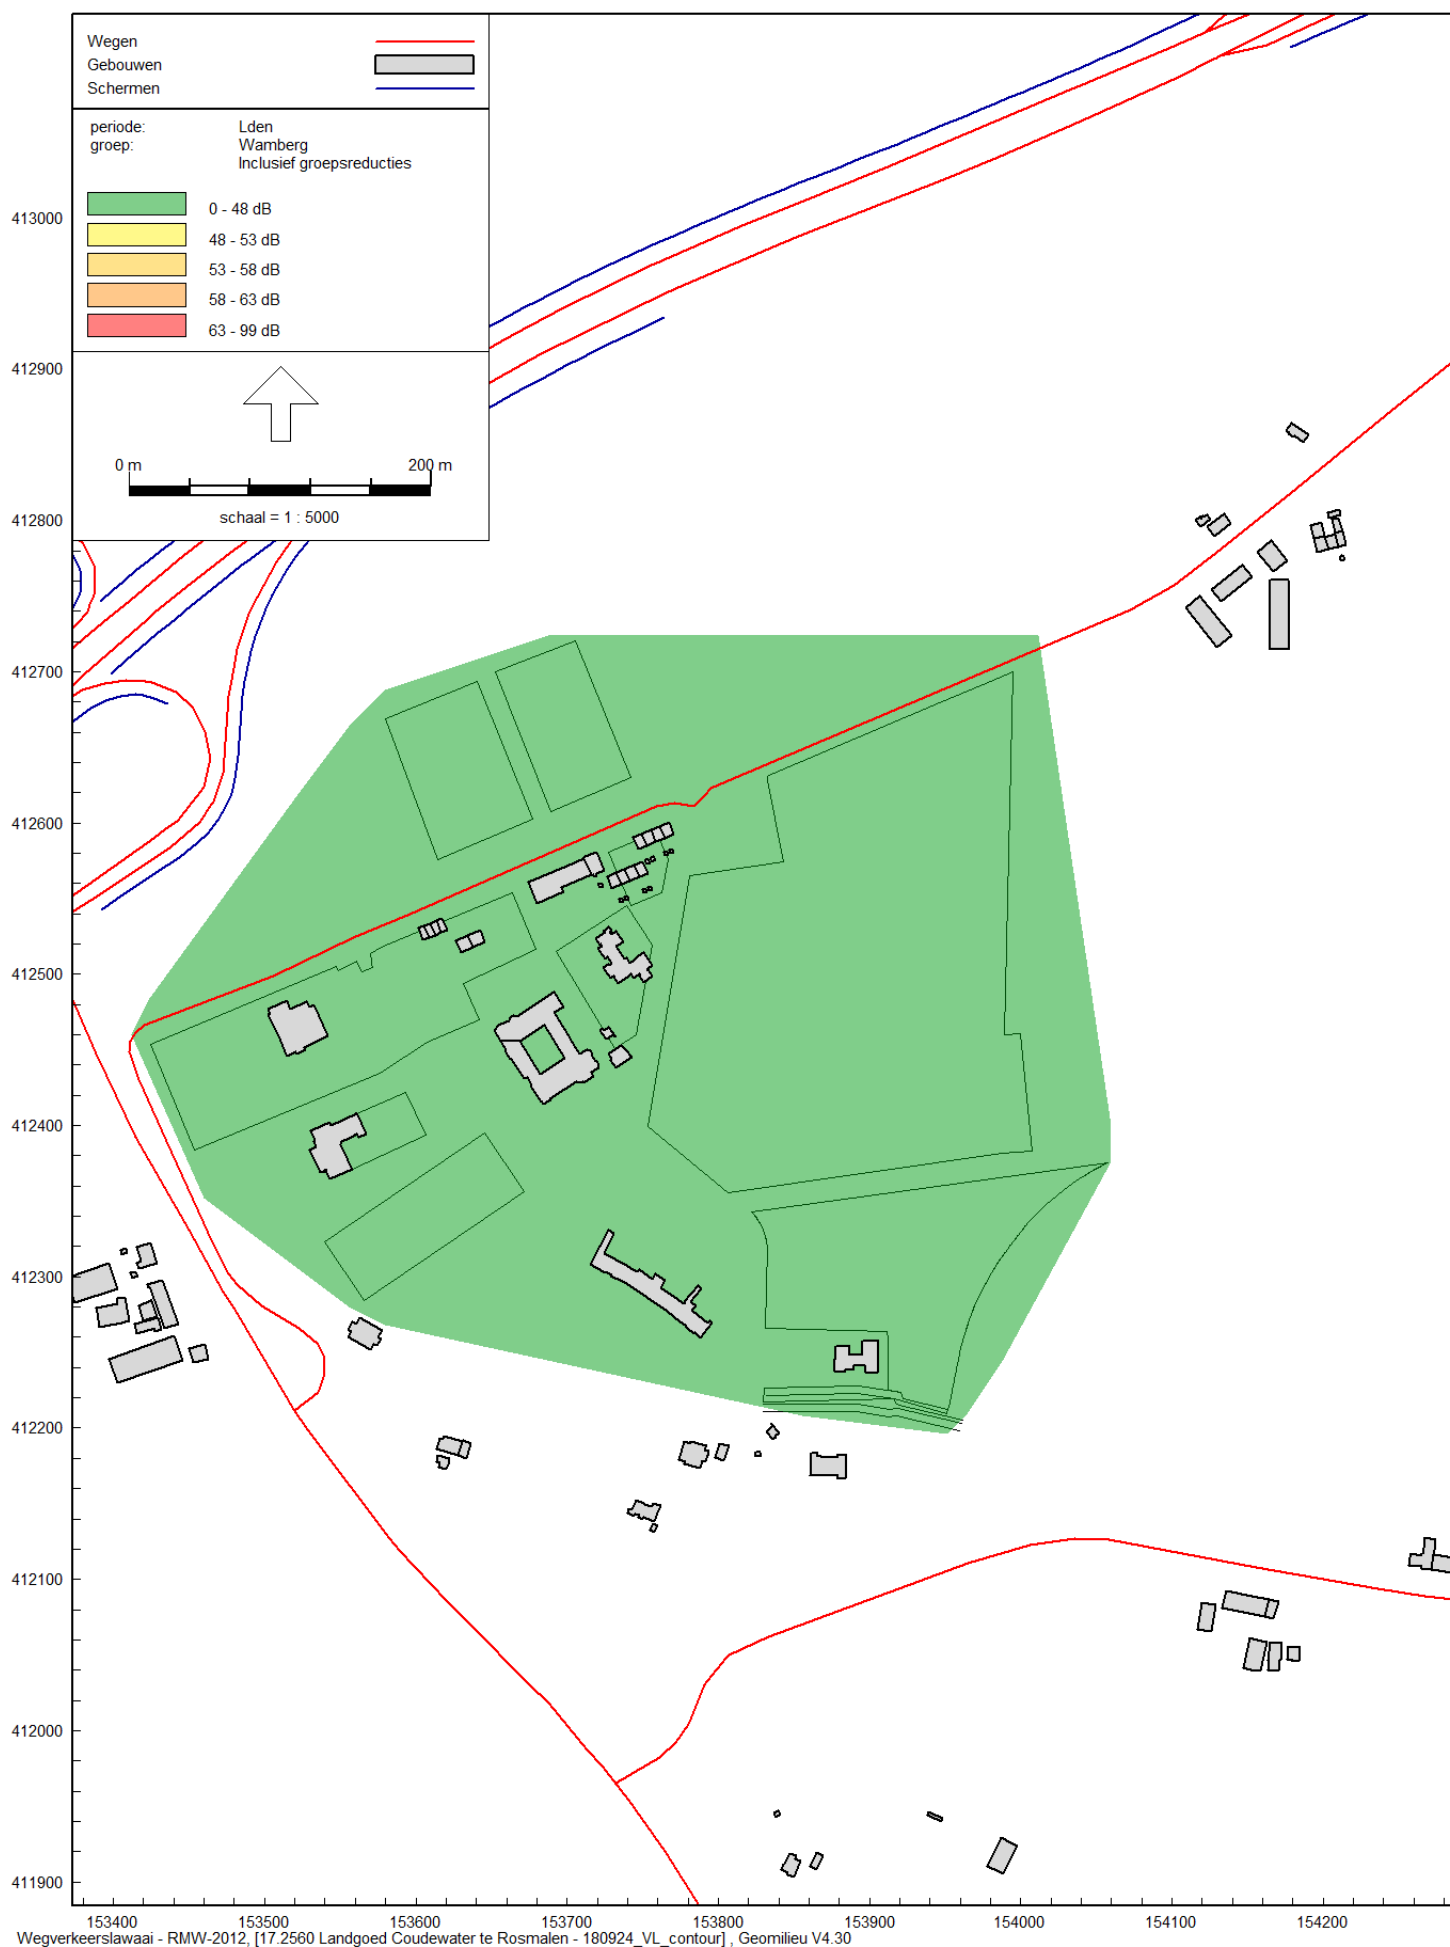 Wegen
Gebouwen
Schermen
periode: Lden
groep: Wamberg
Inclusief groepsreducties
0 - 48 dB
48 - 53 dB
53 - 58 dB
58 - 63 dB
63 - 99 dB
0 m 200 m
schaal = 1 : 5000
413000
412900
412800
412700
412600
412500
412400
412300
412200
412100
412000
411900
153400 153500 153600 153700 153800 153900 154000 154100 154200
Wegverkeerslawaai - RMW-2012, [17.2560 Landgoed Coudewater te Rosmalen - 180924_VL_contour] , Geomilieu V4.30